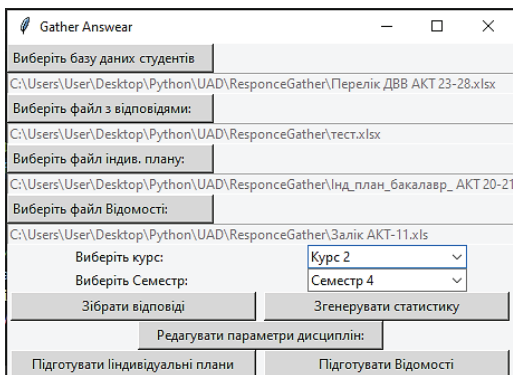 Gather Answear
Виберіть базу даних студентів
C:\Users\User\Desktop\Python\UAD\ResponceGather\Перелік ДВВ АКТ 23-28.xlsx
Виберіть файл з відповідями:
C:\Users\User\Desktop\Python\UAD\ResponceGather\тест.xlsx
Виберіть файл індив. плану:
C:\Users\User\Desktop\Python\UAD\ResponceGather\Інд_план_бакалавр_ АКТ 20-21
Виберіть файл Відомості:
C:\Users\User\Desktop\Python\UAD\ResponceGather\Залік АКТ-11.xls
Виберіть курс: Курс 2
Виберіть Семестр: Семестр 4
Зібрати відповіді Згенерувати статистику
Редагувати параметри дисциплін:
Підготувати Iіндивідуальні плани Підготувати Відомості